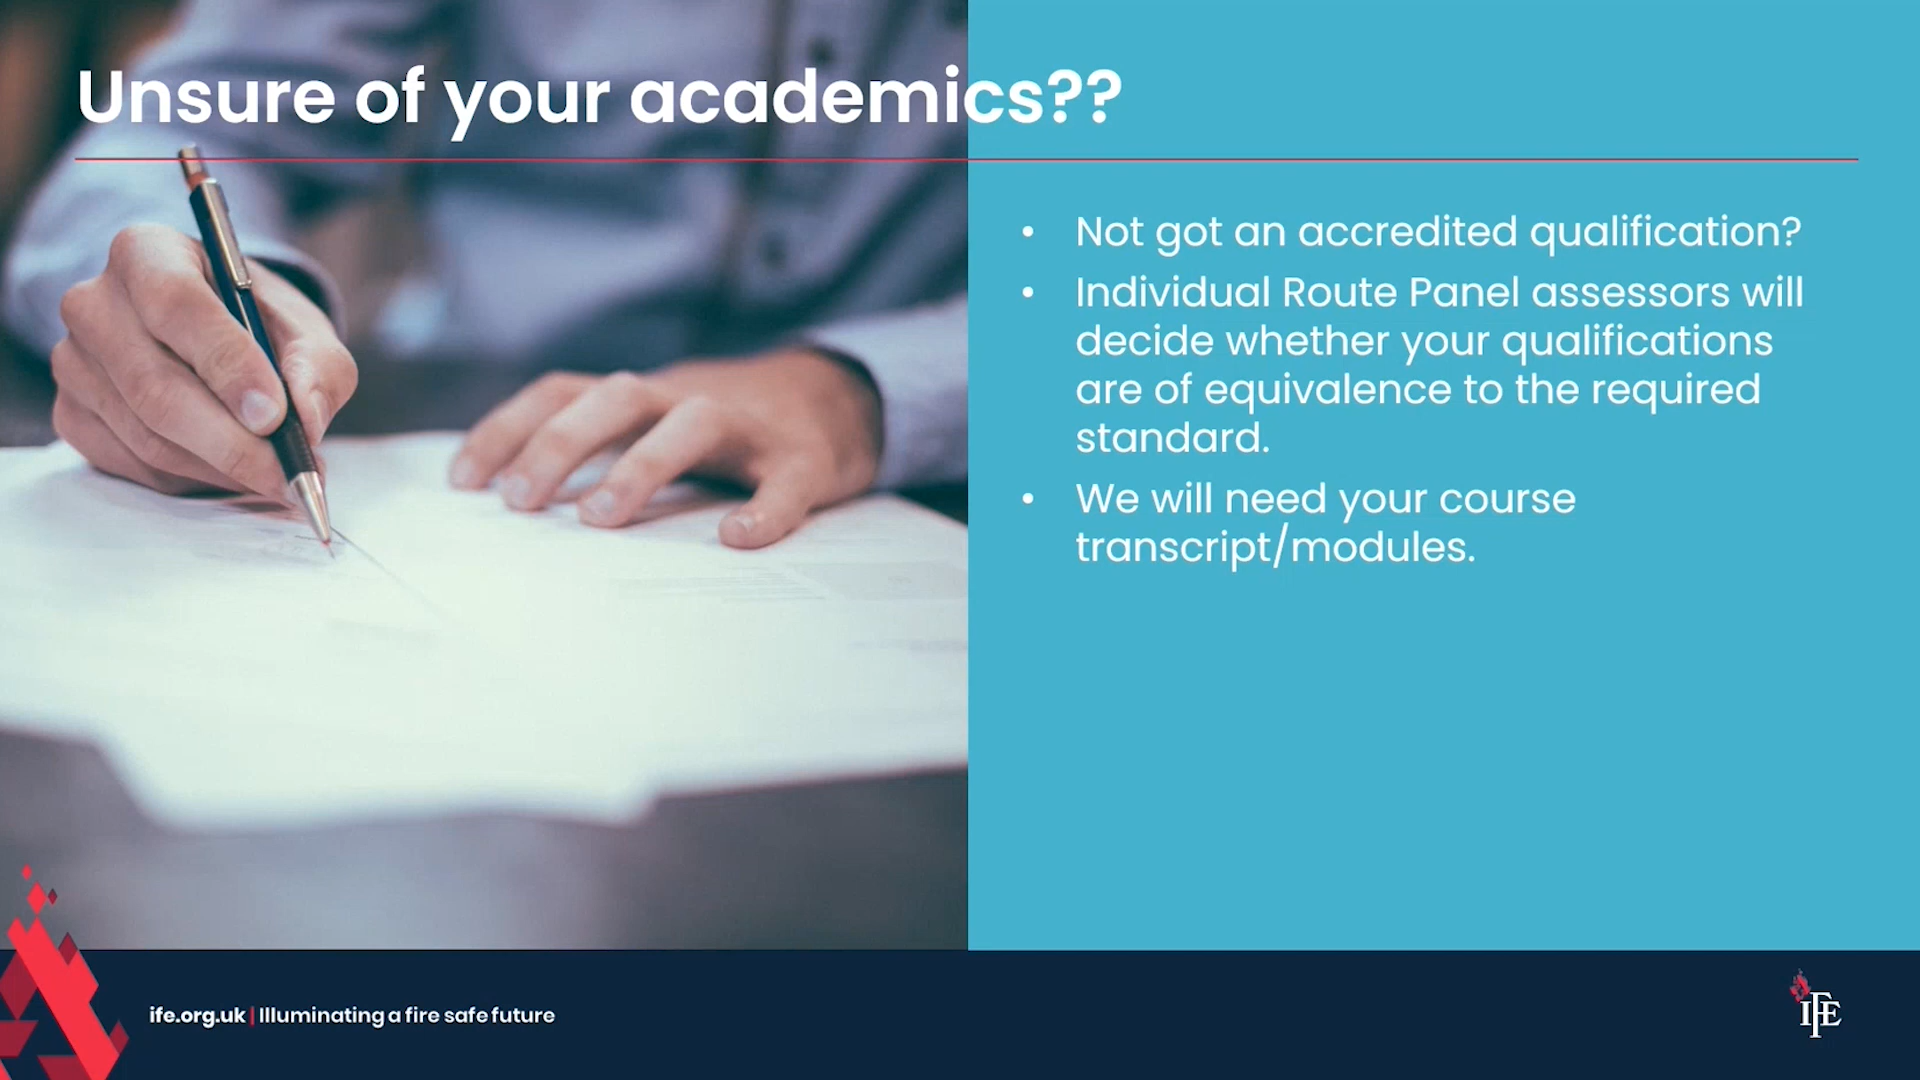 Unsure of your academics??
• Not got an accredited qualification?
• Individual Route Panel assessors will
decide whether your qualifications
are of equivalence to the required
standard.
• We will need your course
transcript/modules.
ife.org.uk | Illuminating a fire safe future
IFE